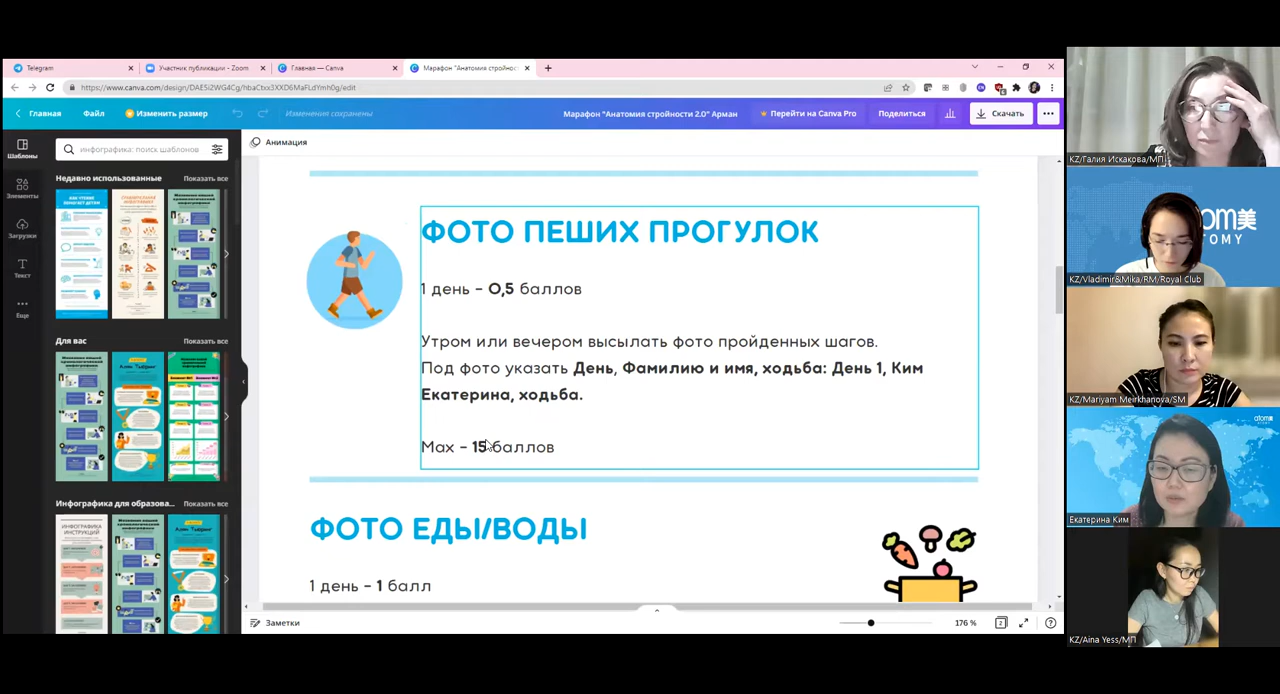 Telegram
Участник публикации - Zoom
Главная — Canva
Марафон "Анатомия стройнос
https://www.canva.com/design/DAE5i2WG4Cg/hbaCtxx3XXD6MaFLdYmh0g/edit
Главная
Файл
Изменить размер
Изменения сохранены
Марафон "Анатомия стройности 2.0" Арман
Перейти на Canva Pro
Поделиться
Скачать
Шаблоны
Элементы
Загрузки
Текст
Еще
инфографика: поиск шаблонов
Недавно использованные
Показать все
Для вас
Показать все
Инфографика для образова...
Показать все
ИНФОГРАФИКА
ИНСТРУКЦИЙ
Анимация
ФОТО ПЕШИХ ПРОГУЛОК
1 день – 0,5 баллов
Утром или вечером высылать фото пройденных шагов.
Под фото указать День, Фамилию и имя, ходьба: День 1, Ким
Екатерина, ходьба.
Max – 15 баллов
ФОТО ЕДЫ/ВОДЫ
1 день – 1 балл
Заметки
176 %
2
KZ/Галия Искакова/МП
KZ/Vladimir&Mika/RM/Royal Club
KZ/Mariyam Meirkhanova/SM
Екатерина Ким
KZ/Aina Yess/МП